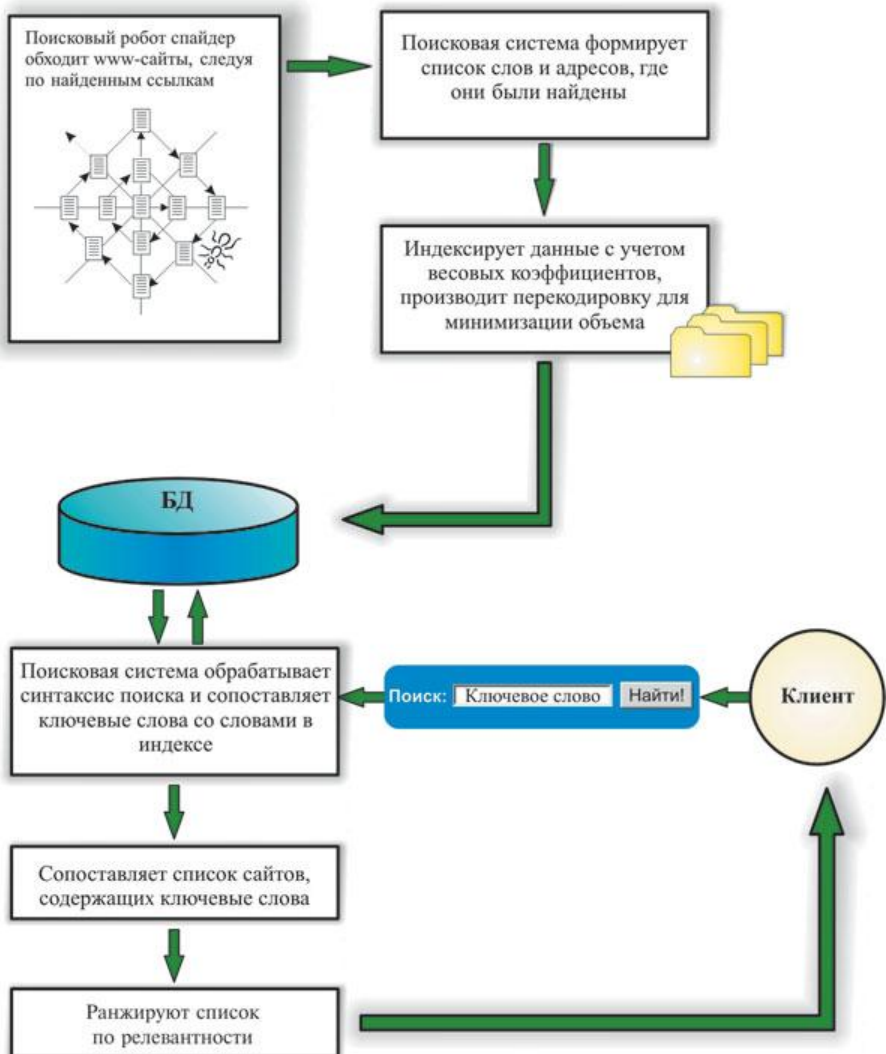 Поисковый робот спайдер
обходит www-сайты, следуя
по найденным ссылкам
Поисковая система формирует
список слов и адресов, где
они были найдены
Индексирует данные с учетом
весовых коэффициентов,
производит перекодировку для
минимизации объема
БД
Поисковая система обрабатывает
синтаксис поиска и сопоставляет
ключевые слова со словами в
индексе
Поиск: Ключевое слово Найти!
Клиент
Сопоставляет список сайтов,
содержащих ключевые слова
Ранжируют список
по релевантности